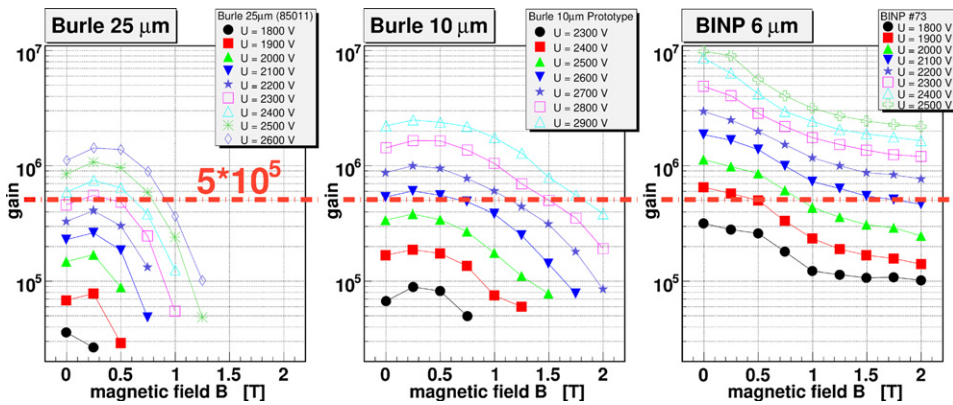 Burle 25 µm
Burle 25µm (85011)
U = 1800 V
U = 1900 V
U = 2000 V
U = 2100 V
U = 2200 V
U = 2300 V
U = 2400 V
U = 2500 V
U = 2600 V
10⁷
10⁶
10⁵
gain
5*10⁵
0 0.5 1 1.5 2
magnetic field B [T]
Burle 10 µm
Burle 10µm Prototype
U = 2300 V
U = 2400 V
U = 2500 V
U = 2600 V
U = 2700 V
U = 2800 V
U = 2900 V
10⁷
10⁶
10⁵
gain
0 0.5 1 1.5 2
magnetic field B [T]
BINP 6 µm
BINP #73
U = 1800 V
U = 1900 V
U = 2000 V
U = 2100 V
U = 2200 V
U = 2300 V
U = 2400 V
U = 2500 V
10⁷
10⁶
10⁵
gain
0 0.5 1 1.5 2
magnetic field B [T]